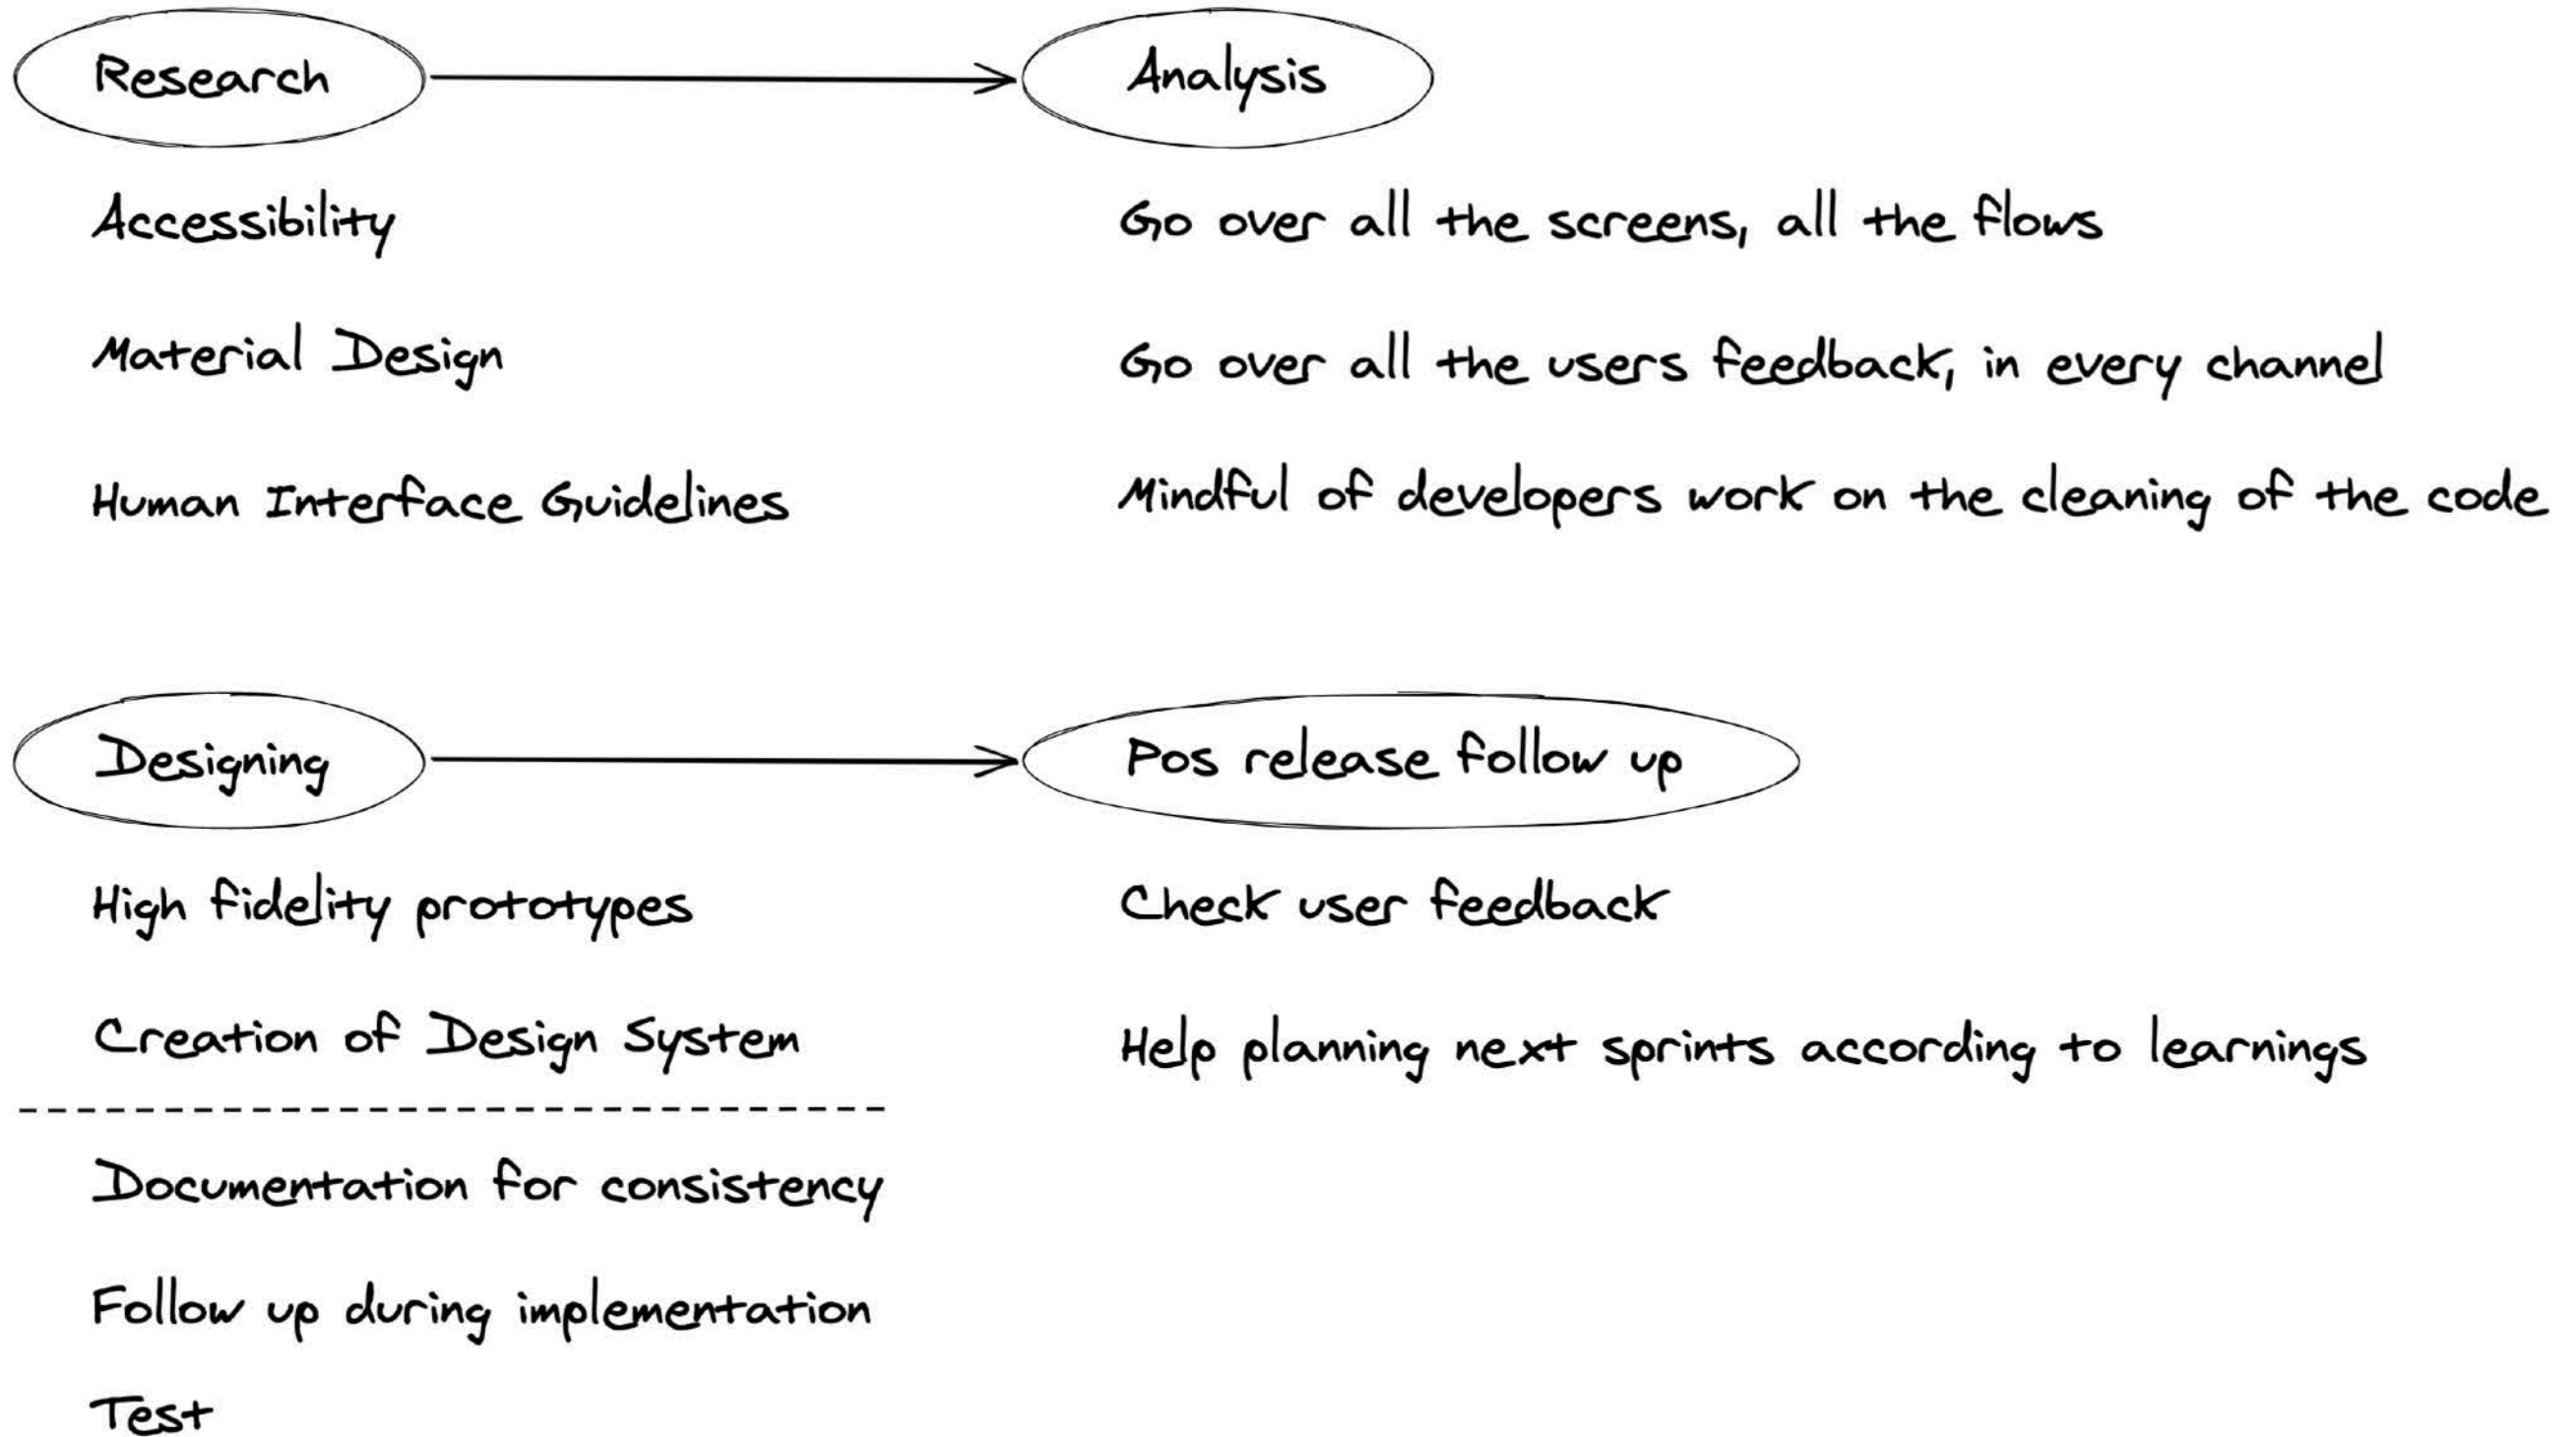 Research
Analysis
Accessibility
Material Design
Human Interface Guidelines
Go over all the screens, all the flows
Go over all the users feedback, in every channel
Mindful of developers work on the cleaning of the code
Designing
Pos release follow up
High fidelity prototypes
Creation of Design System
Documentation for consistency
Follow up during implementation
Test
Check user feedback
Help planning next sprints according to learnings